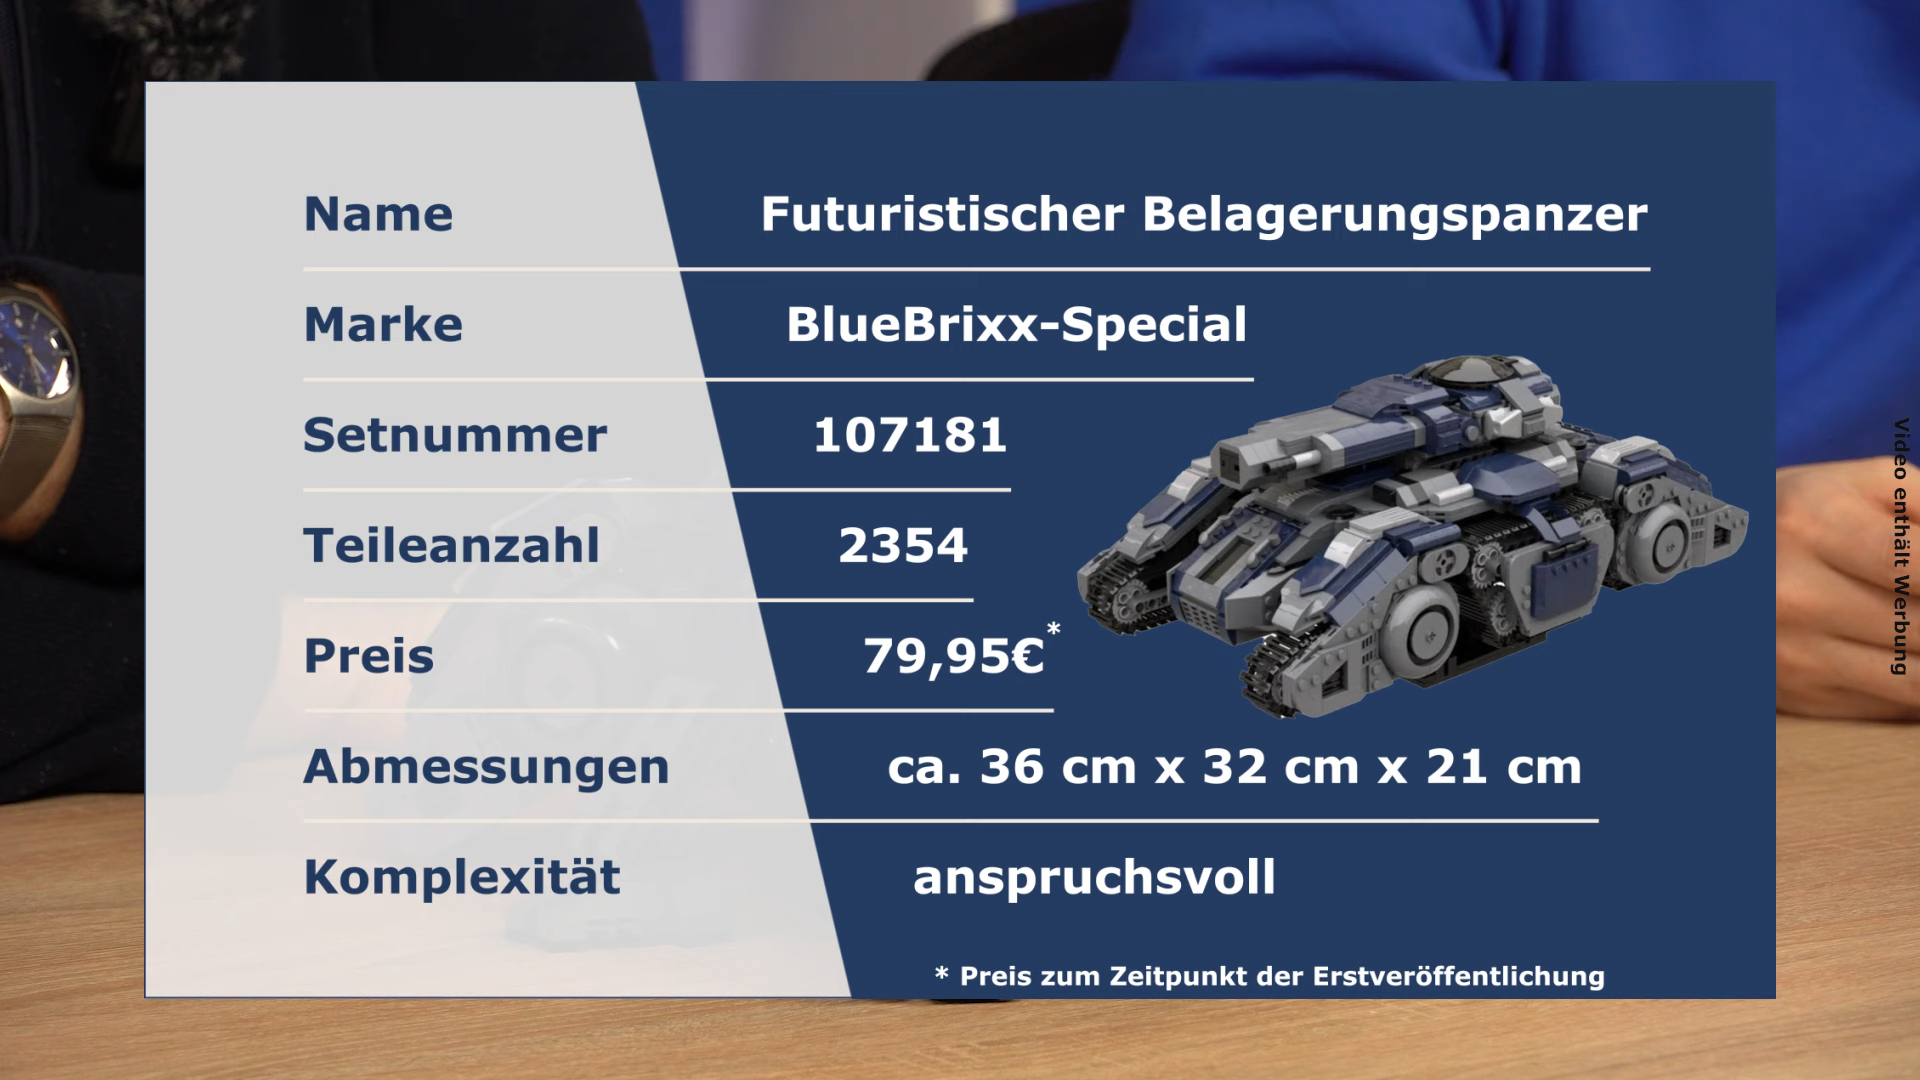 Name Futuristischer Belagerungspanzer
Marke BlueBrixx-Special
Setnummer 107181
Teileanzahl 2354
Preis 79,95€*
Abmessungen ca. 36 cm x 32 cm x 21 cm
Komplexität anspruchsvoll
* Preis zum Zeitpunkt der Erstveröffentlichung
Video enthält Werbung